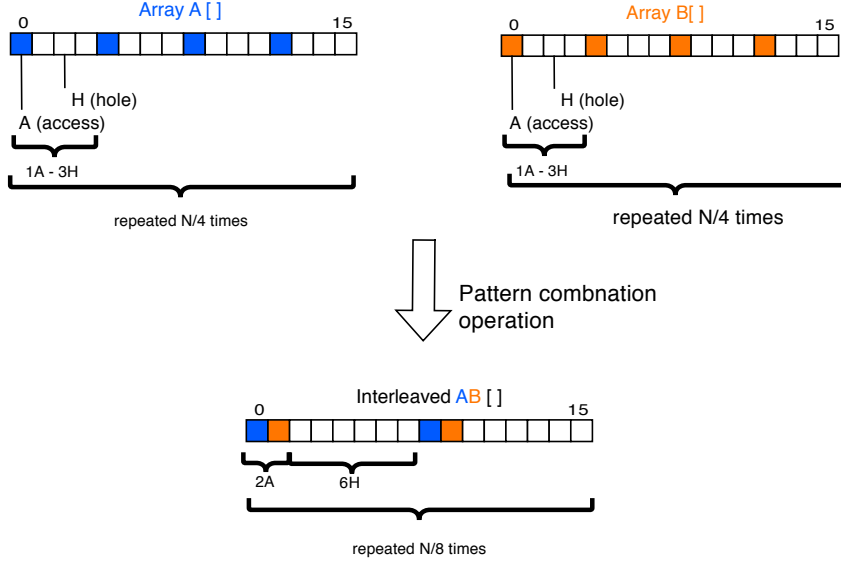 Array A [ ]
0
15
H (hole)
A (access)
1A - 3H
repeated N/4 times
Array B[ ]
0
15
H (hole)
A (access)
1A - 3H
repeated N/4 times
Pattern combnation
operation
Interleaved AB [ ]
0
15
2A
6H
repeated N/8 times